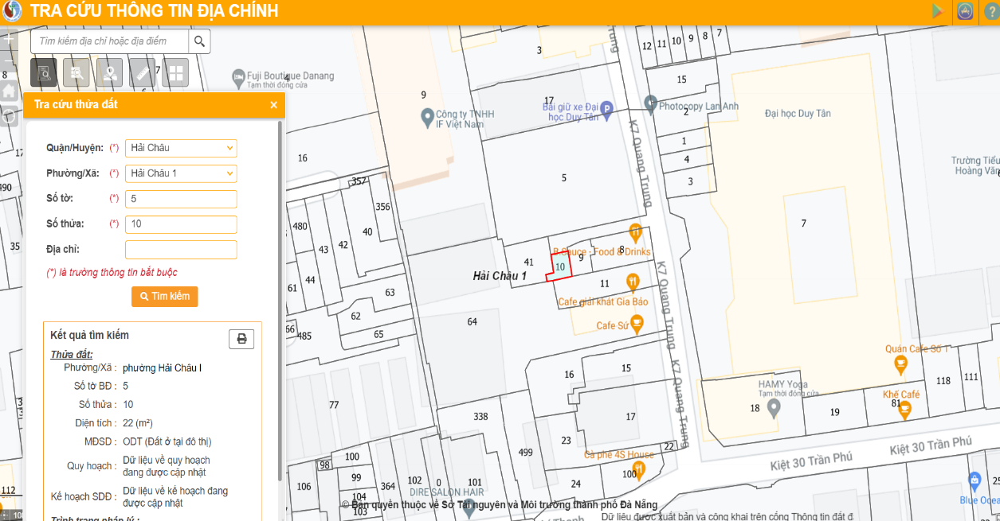 TRA CỨU THÔNG TIN ĐỊA CHÍNH
Tìm kiếm địa chỉ hoặc địa điểm
Tra cứu thửa đất
×
Quận/Huyện: (*) Hải Châu
Phường/Xã: (*) Hải Châu 1
Số tờ: (*) 5
Số thửa: (*) 10
Địa chỉ:
(*) là trường thông tin bắt buộc
Tìm kiếm
Kết quả tìm kiếm
Thửa đất:
Phường/Xã : phường Hải Châu I
Số tờ BĐ : 5
Số thửa : 10
Diện tích : 22 (m²)
MĐSD : ODT (Đất ở tại đô thị)
Quy hoạch : Dữ liệu về quy hoạch
đang được cập nhật
Kế hoạch SDĐ : Dữ liệu về kế hoạch đang
được cập nhật
Tình trạng pháp lý :
8
7
17
490
35
112
3
12 11 10 9 8 7
15
Fuji Boutique Danang
Tạm thời đóng cửa
4
9
17
Công ty TNHH
IF Việt Nam
Bãi giữ xe Đại
học Duy Tân
P
Photocopy Lan Anh
2
Đại học Duy Tân
1
4
3
16
5
Trường Tiểu
Hoàng Văn
K7 Quang Trung
357
356
480
40
43
42
44
61
63
62
65
66
485
7
B.Sauce - Food & Drinks
8
9
10
41
Hải Châu 1
11
Cafe giải khát Gia Bảo
Cafe Sứ
64
K7 Quang Trung
K7 Quang Trung
Quán Cafe Số 1
16
15
118
111
HAMY Yoga
Tạm thời đóng cửa
Khế Café
81
18
19
77
338
17
23
499
22
Cà phê 4S House
100
24
Kiệt 30 Trần Phú
Kiệt 30 Trần Phú
100
98
99
106
364
102
0
101
104
103
DIRE SALON HAIR
Blue Ocea
25
© Bản quyền thuộc về Sở Tài nguyên và Môi trường thành phố Đà Nẵng
Dữ liệu được xuất bản và công khai trên cổng Thông tin đất đ